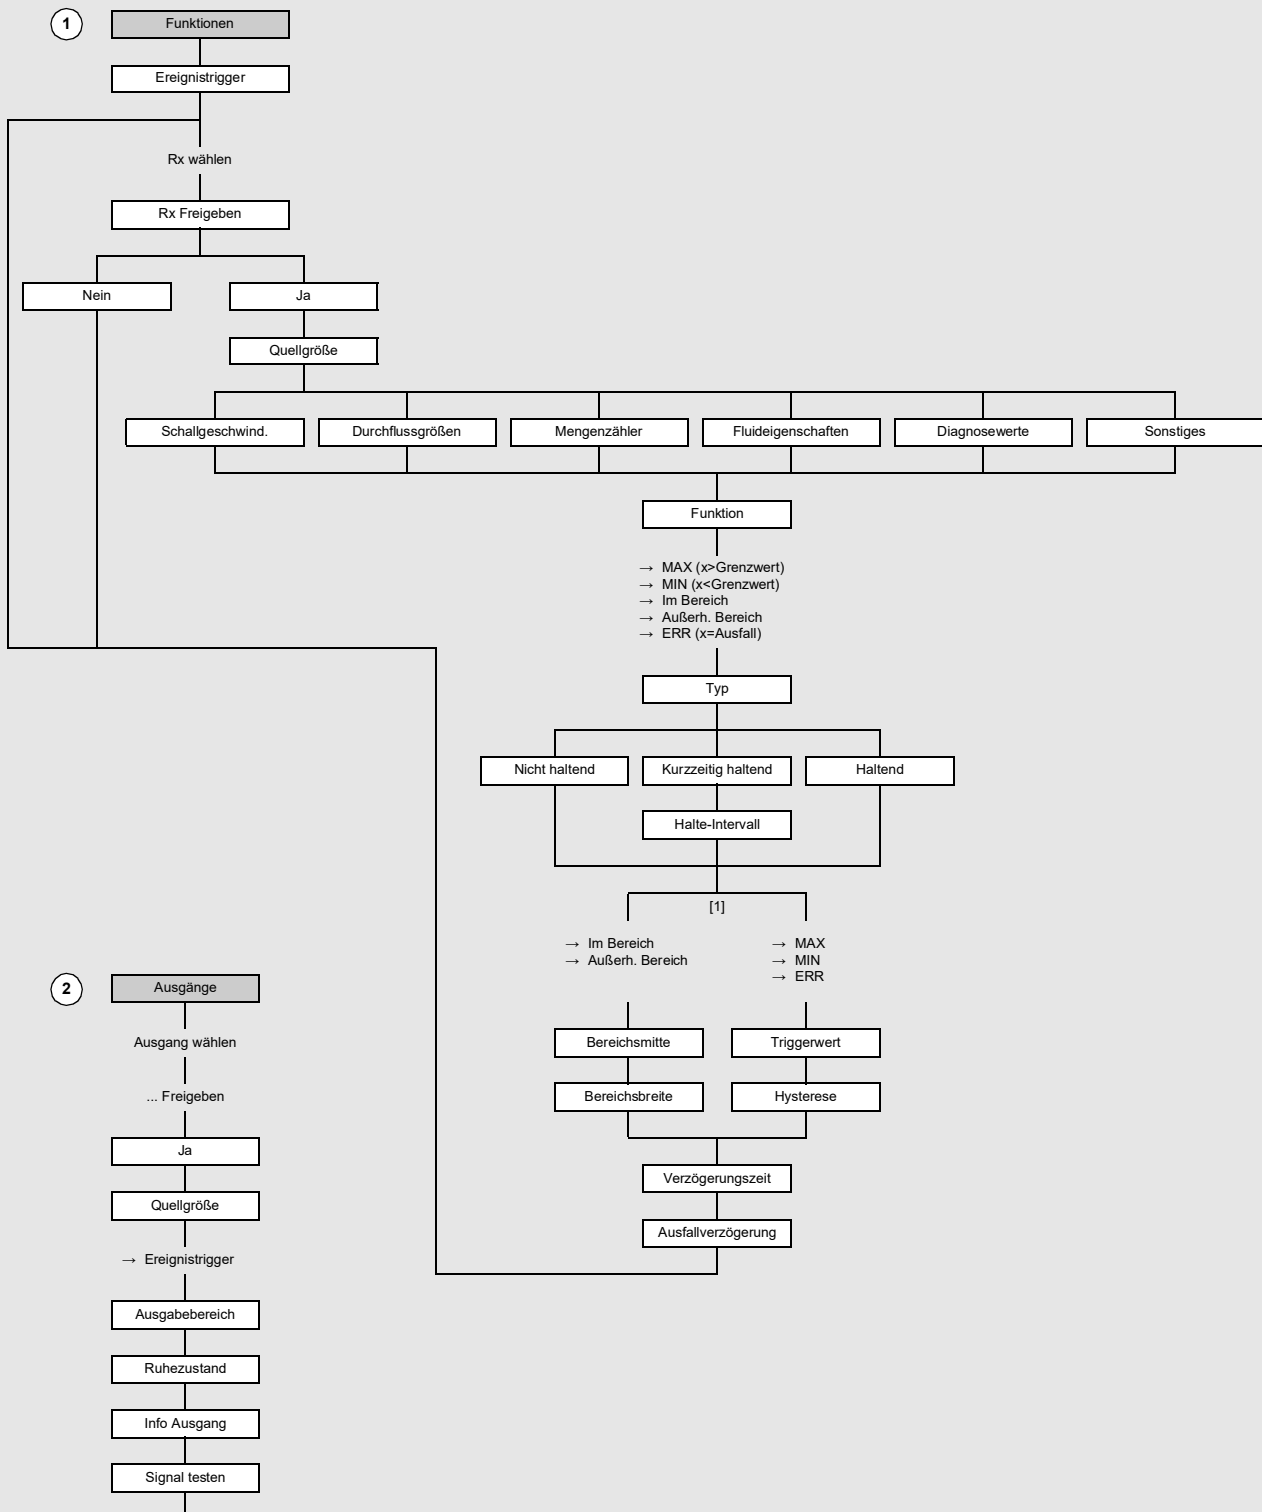 1
Funktionen
Ereignistrigger
Rx wählen
Rx Freigeben
Nein
Ja
Quellgröße
Schallgeschwind.
Durchflussgrößen
Mengenzähler
Fluideigenschaften
Diagnosewerte
Sonstiges
Funktion
→ MAX (x>Grenzwert)
→ MIN (x<Grenzwert)
→ Im Bereich
→ Außerh. Bereich
→ ERR (x=Ausfall)
Typ
Nicht haltend
Kurzzeitig haltend
Haltend
Halte-Intervall
[1]
→ Im Bereich
→ Außerh. Bereich
→ MAX
→ MIN
→ ERR
Bereichsmitte
Triggerwert
Bereichsbreite
Hysterese
Verzögerungszeit
Ausfallverzögerung
2
Ausgänge
Ausgang wählen
... Freigeben
Ja
Quellgröße
→ Ereignistrigger
Ausgabebereich
Ruhezustand
Info Ausgang
Signal testen